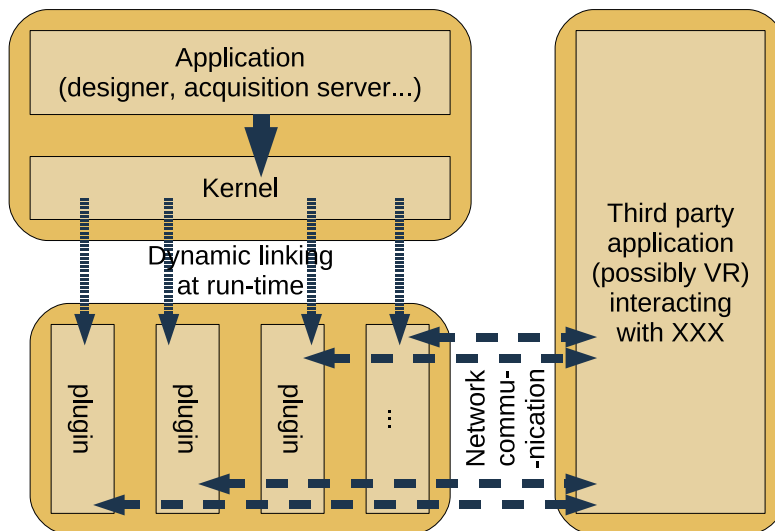 Application
(designer, acquisition server...)
Kernel
Dynamic linking
at run-time
plugin
plugin
plugin
...
Network
commu-
-nication
Third party
application
(possibly VR)
interacting
with XXX